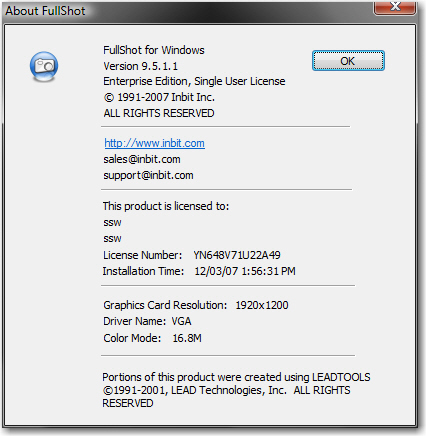 About FullShot
FullShot for Windows
Version 9.5.1.1
OK
Enterprise Edition, Single User License
© 1991-2007 Inbit Inc.
ALL RIGHTS RESERVED
http://www.inbit.com
sales@inbit.com
support@inbit.com
This product is licensed to:
ssw
ssw
License Number: YN648V71U22A49
Installation Time: 12/03/07 1:56:31 PM
Graphics Card Resolution: 1920x1200
Driver Name: VGA
Color Mode: 16.8M
Portions of this product were created using LEADTOOLS
©1991-2001, LEAD Technologies, Inc. ALL RIGHTS
RESERVED